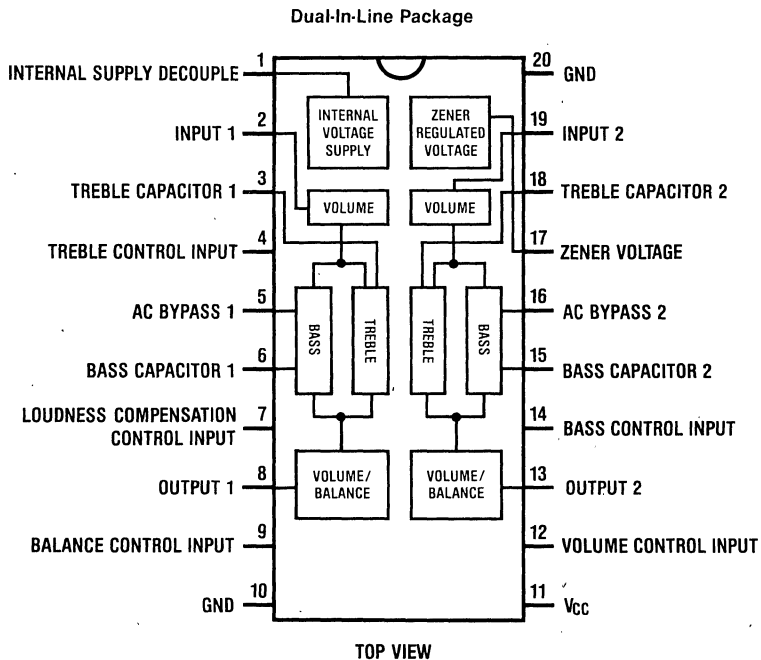 Dual-In-Line Package
1
INTERNAL SUPPLY DECOUPLE
2
INPUT 1
3
TREBLE CAPACITOR 1
4
TREBLE CONTROL INPUT
5
AC BYPASS 1
6
BASS CAPACITOR 1
7
LOUDNESS COMPENSATION
CONTROL INPUT
8
OUTPUT 1
9
BALANCE CONTROL INPUT
10
GND
INTERNAL
VOLTAGE
SUPPLY
ZENER
REGULATED
VOLTAGE
VOLUME
VOLUME
BASS
TREBLE
TREBLE
BASS
VOLUME/
BALANCE
VOLUME/
BALANCE
20
GND
19
INPUT 2
18
TREBLE CAPACITOR 2
17
ZENER VOLTAGE
16
AC BYPASS 2
15
BASS CAPACITOR 2
14
BASS CONTROL INPUT
13
OUTPUT 2
12
VOLUME CONTROL INPUT
11
VCC
TOP VIEW